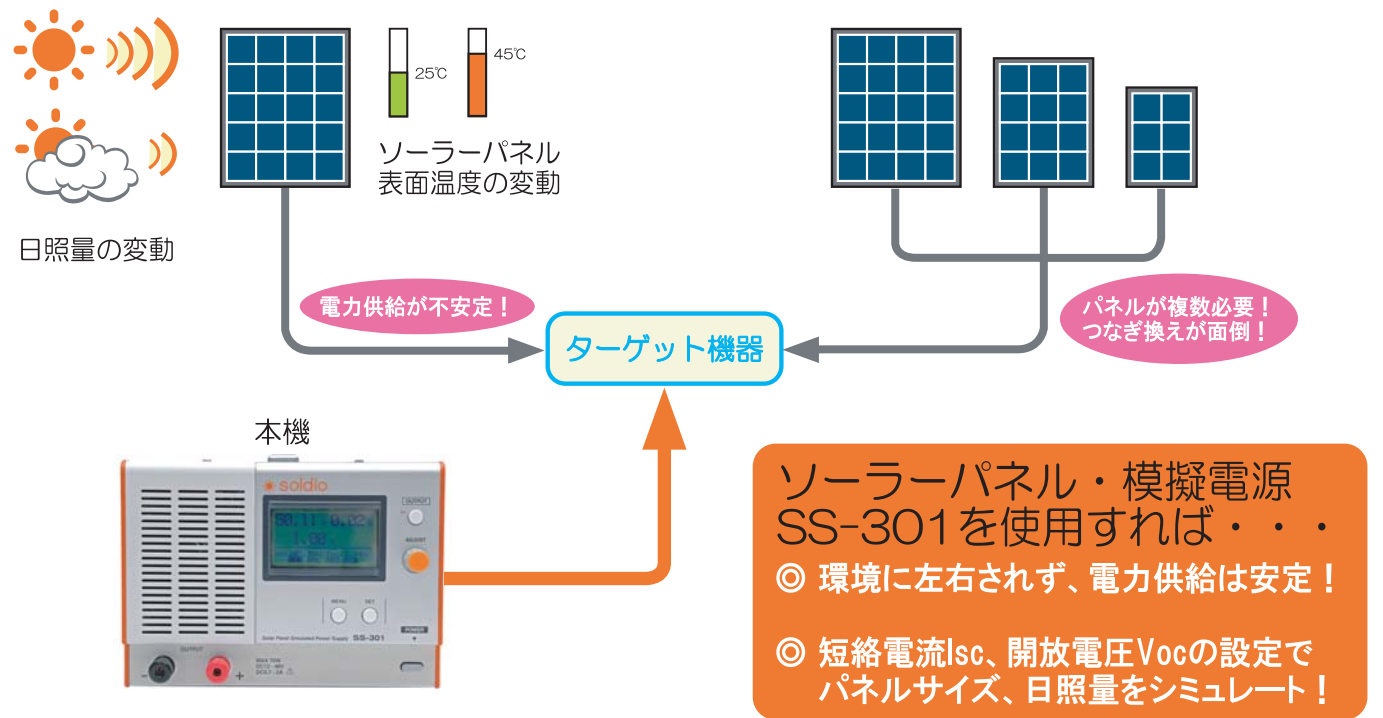 25℃
45℃
ソーラーパネル
表面温度の変動
日照量の変動
電力供給が不安定！
パネルが複数必要！
つなぎ換えが面倒！
ターゲット機器
本機
soldio
OUTPUT
50.11 0.02
1.00
ADJUST
MENU SET
Solar Panel Simulated Power Supply SS-301
POWER
OUTPUT
- +
ソーラーパネル・模擬電源
SS-301を使用すれば・・・
◎ 環境に左右されず、電力供給は安定！
◎ 短絡電流Isc、開放電圧Vocの設定で
パネルサイズ、日照量をシミュレート！